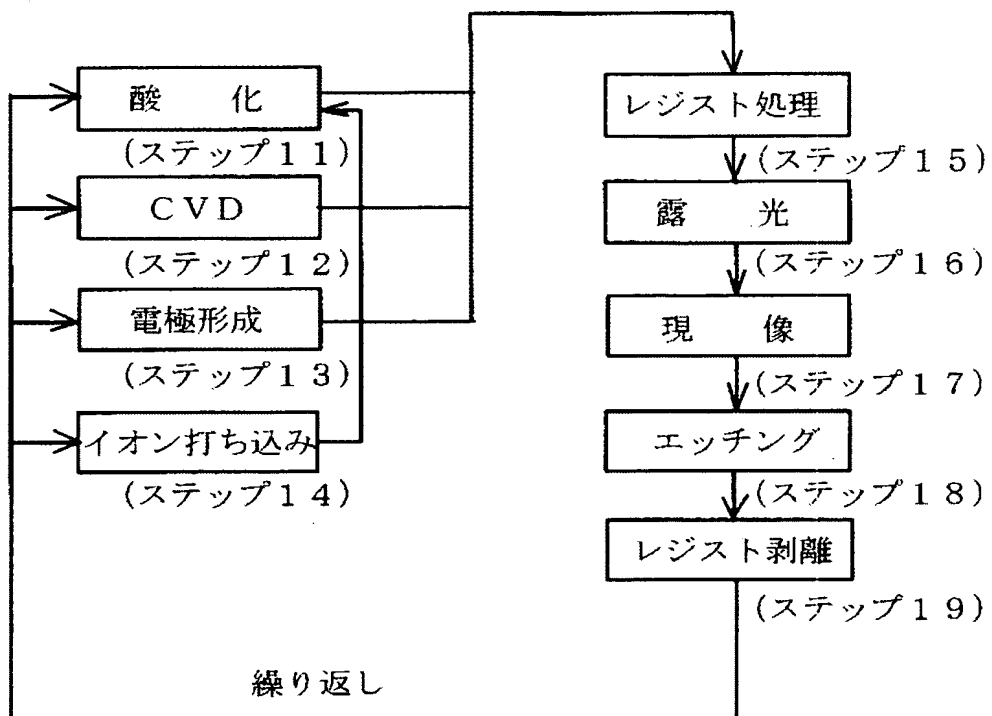 酸 化
(ステップ11)
CVD
(ステップ12)
電極形成
(ステップ13)
イオン打ち込み
(ステップ14)
レジスト処理
(ステップ15)
露 光
(ステップ16)
現 像
(ステップ17)
エッチング
(ステップ18)
レジスト剥離
(ステップ19)
繰り返し